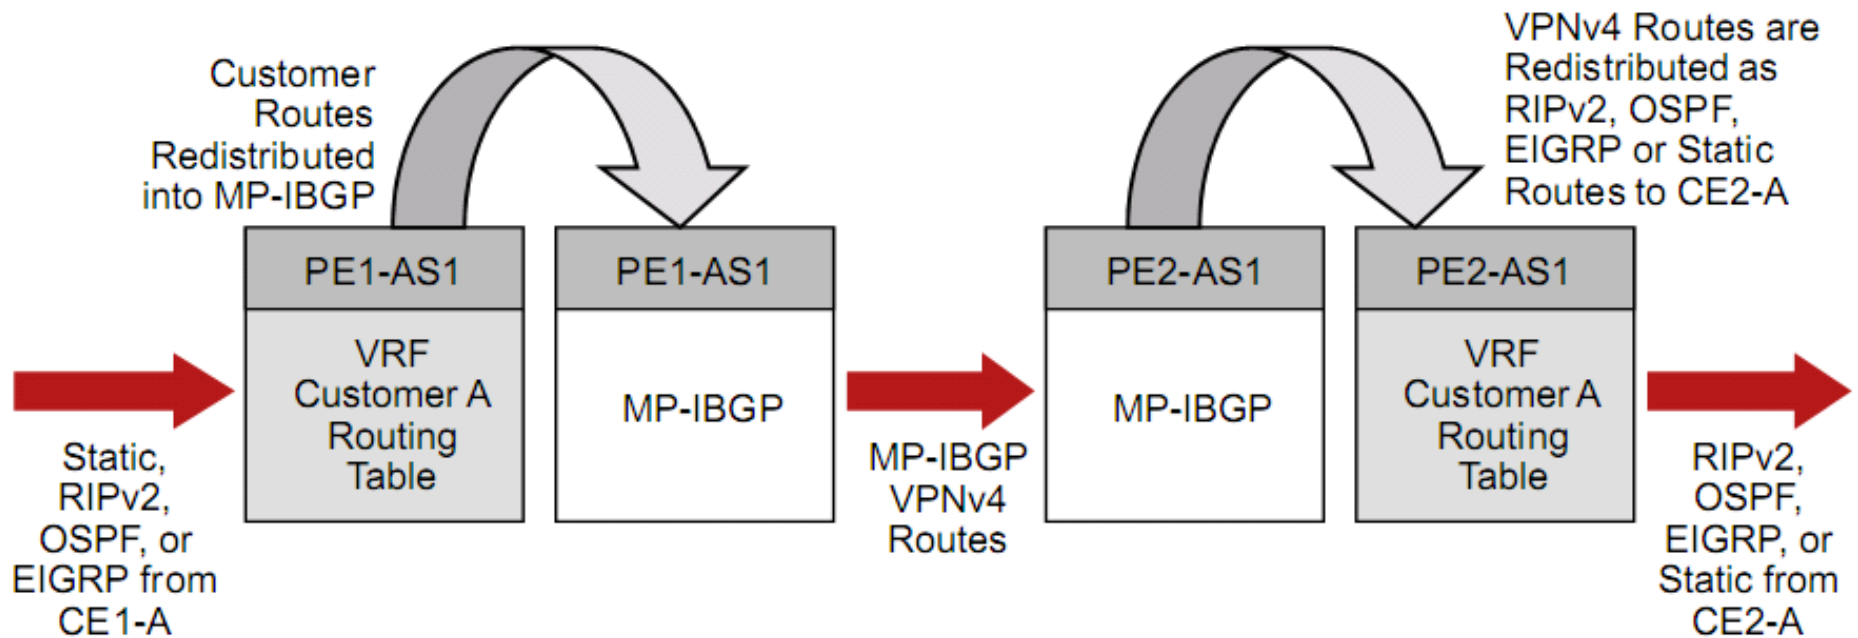 Customer
Routes
Redistributed
into MP-IBGP
VPNv4 Routes are
Redistributed as
RIPv2, OSPF,
EIGRP or Static
Routes to CE2-A
PE1-AS1
PE1-AS1
PE2-AS1
PE2-AS1
VRF
Customer A
Routing
Table
MP-IBGP
MP-IBGP
VRF
Customer A
Routing
Table
Static,
RIPv2,
OSPF, or
EIGRP from
CE1-A
MP-IBGP
VPNv4
Routes
RIPv2,
OSPF,
EIGRP, or
Static from
CE2-A